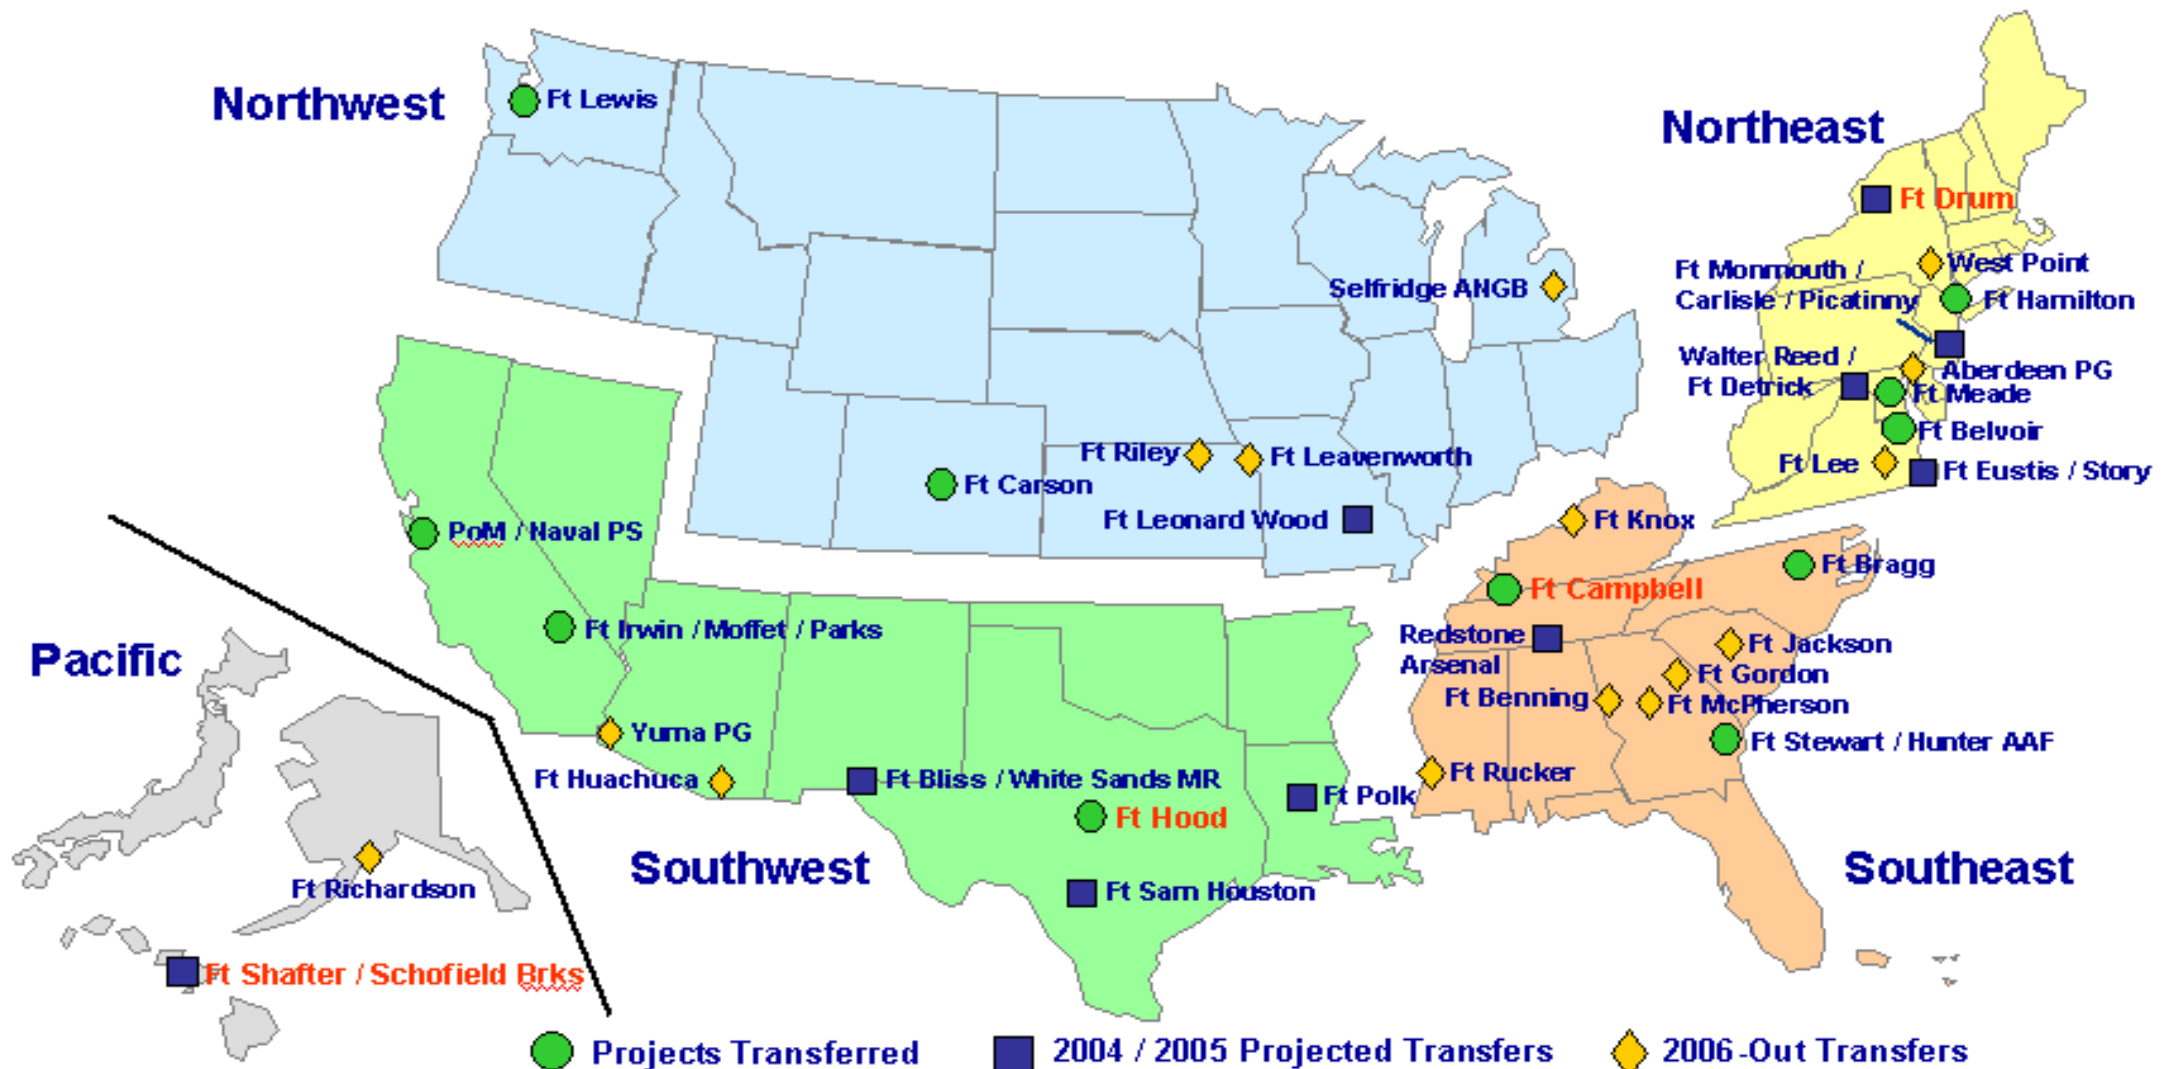 Northwest
Ft Lewis
Northeast
Ft Drum
West Point
Ft Monmouth /
Carlisle / Picatinny
Ft Hamilton
Selfridge ANGB
Walter Reed /
Ft Detrick
Aberdeen PG
Ft Meade
Ft Belvoir
Ft Lee
Ft Eustis / Story
Ft Riley
Ft Leavenworth
Ft Carson
Ft Leonard Wood
PoM / Naval PS
Ft Knox
Ft Bragg
Ft Campbell
Ft Irwin / Moffet / Parks
Redstone
Arsenal
Ft Jackson
Ft Gordon
Ft Benning
Ft McPherson
Pacific
Yuma PG
Ft Stewart / Hunter AAF
Ft Huachuca
Ft Bliss / White Sands MR
Ft Rucker
Ft Polk
Ft Hood
Southwest
Southeast
Ft Richardson
Ft Sam Houston
Ft Shafter / Schofield Brks
Projects Transferred
2004 / 2005 Projected Transfers
2006-Out Transfers